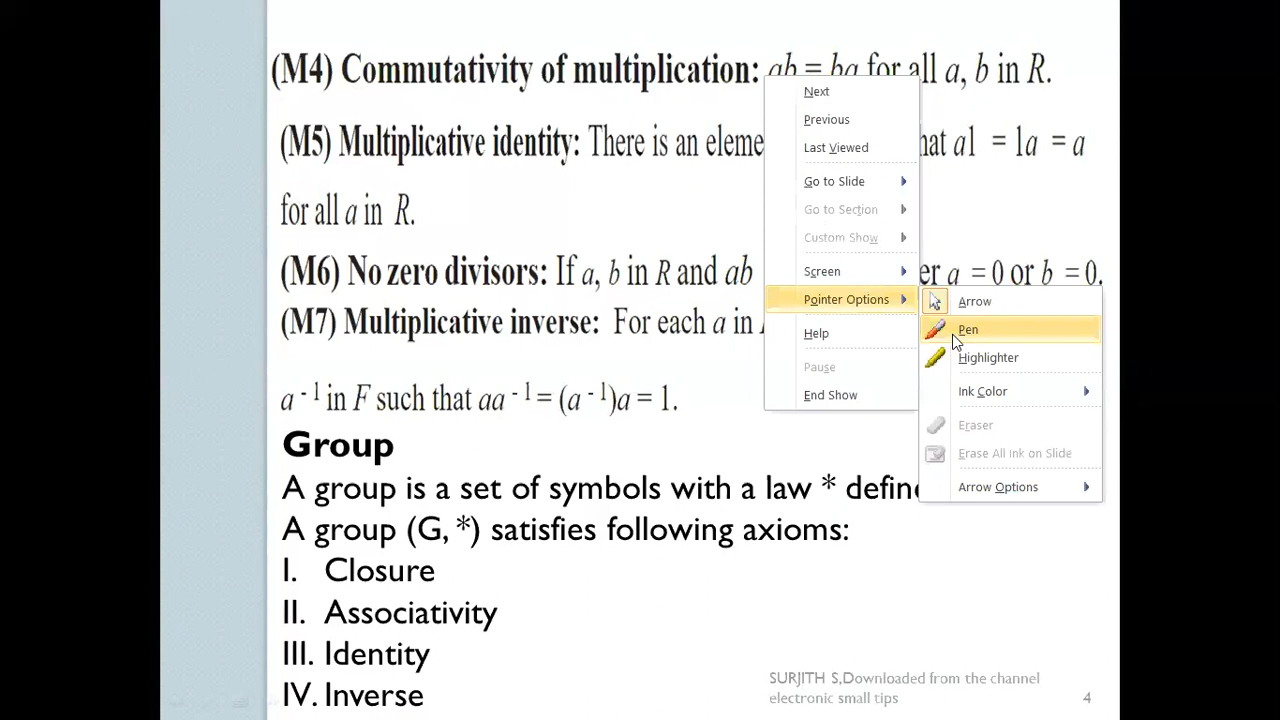 (M4) Commutativity of multiplication: ab = ba for all a, b in R.
(M5) Multiplicative identity: There is an eleme hat a1 = 1a = a
for all a in R.
(M6) No zero divisors: If a, b in R and ab er a = 0 or b = 0.
(M7) Multiplicative inverse: For each a in
a - 1 in F such that aa - 1 = (a - 1)a = 1.
Group
A group is a set of symbols with a law * define
A group (G, *) satisfies following axioms:
I. Closure
II. Associativity
III. Identity
IV. Inverse
Next
Previous
Last Viewed
Go to Slide
Go to Section
Custom Show
Screen
Pointer Options
Help
Pause
End Show
Arrow
Pen
Highlighter
Ink Color
Eraser
Erase All Ink on Slide
Arrow Options
SURJITH S,Downloaded from the channel
electronic small tips
4